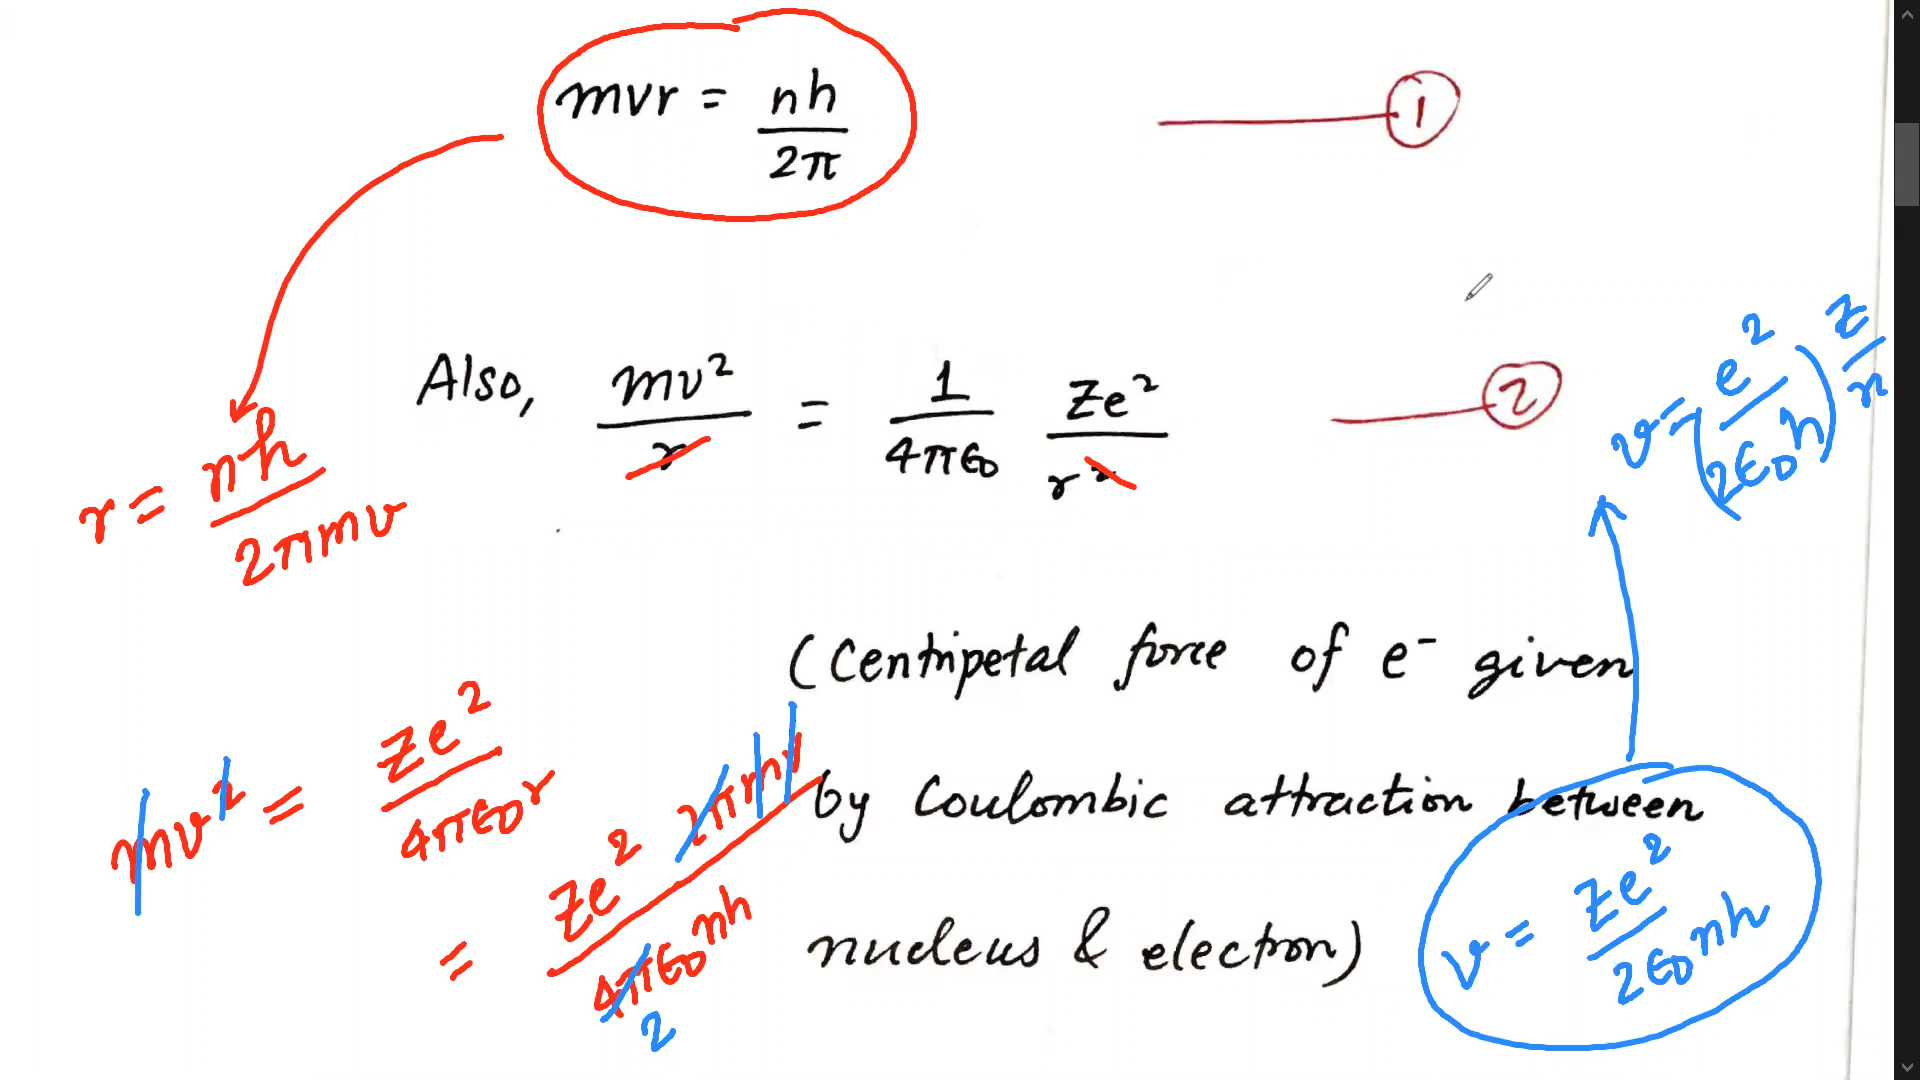 mvr = nh/2π ——— 1
Also, mv²/r = 1/4πε₀ Ze²/r² ——— 2
r = nh/2πmv
v = (e²/2ε₀h) Z/n
(Centripetal force of e⁻ given
by Coulombic attraction between
nucleus & electron)
mv² = Ze²/4πε₀r
= Ze² 2πmv/4πε₀nh
2
v = Ze²/2ε₀nh